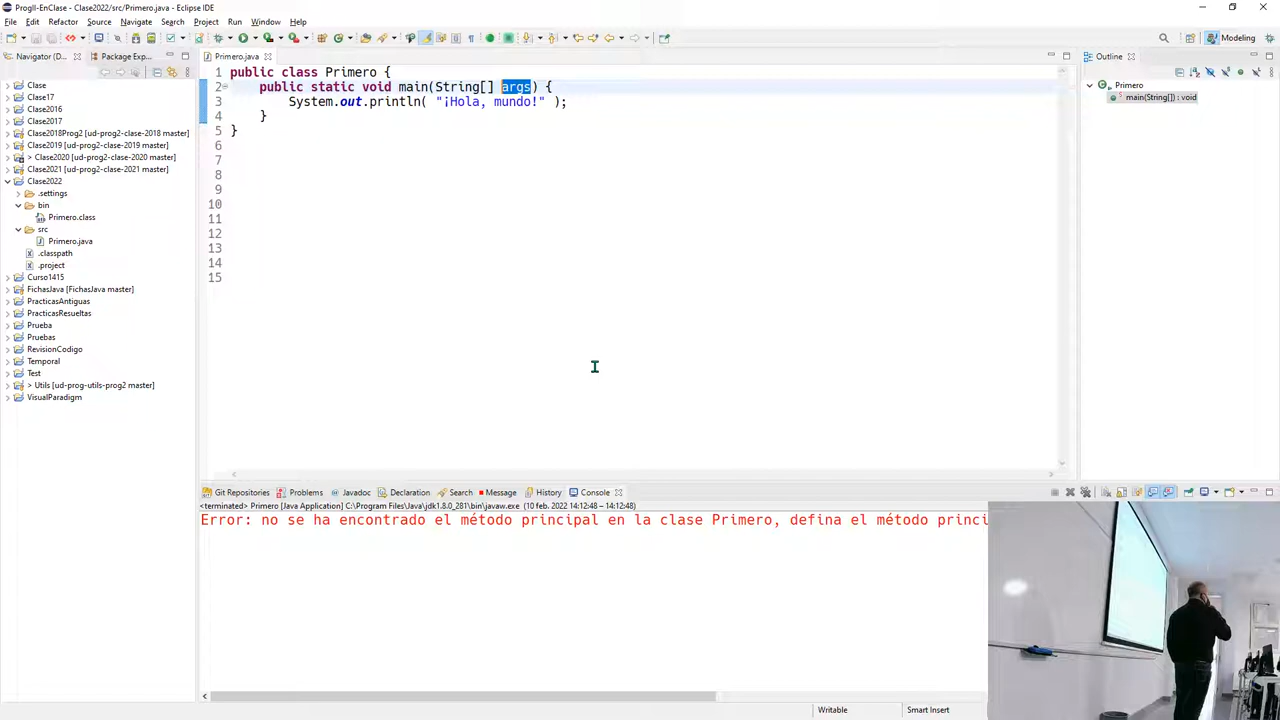 ProgII-EnClase - Clase2022/src/Primero.java - Eclipse IDE
File Edit Refactor Source Navigate Search Project Run Window Help
Modeling
Navigator (D...
Package Exp...
Primero.java
Outline
Clase
Clase17
Clase2016
Clase2017
Clase2018Prog2 [ud-prog2-clase-2018 master]
Clase2019 [ud-prog2-clase-2019 master]
> Clase2020 [ud-prog2-clase-2020 master]
Clase2021 [ud-prog2-clase-2021 master]
Clase2022
.settings
bin
Primero.class
src
Primero.java
.classpath
.project
Curso1415
FichasJava [FichasJava master]
PracticasAntiguas
PracticasResueltas
Prueba
Pruebas
RevisionCodigo
Temporal
Test
> Utils [ud-prog-utils-prog2 master]
VisualParadigm
1 public class Primero {
2 public static void main(String[] args) {
3 System.out.println( "¡Hola, mundo!" );
4 }
5 }
6
7
8
9
10
11
12
13
14
15
Primero
main(String[]) : void
Git Repositories Problems Javadoc Declaration Search Message History Console
<terminated> Primero [Java Application] C:\Program Files\Java\jdk1.8.0_281\bin\javaw.exe (10 feb. 2022 14:12:48 – 14:12:48)
Error: no se ha encontrado el método principal en la clase Primero, defina el método princi
Writable
Smart Insert